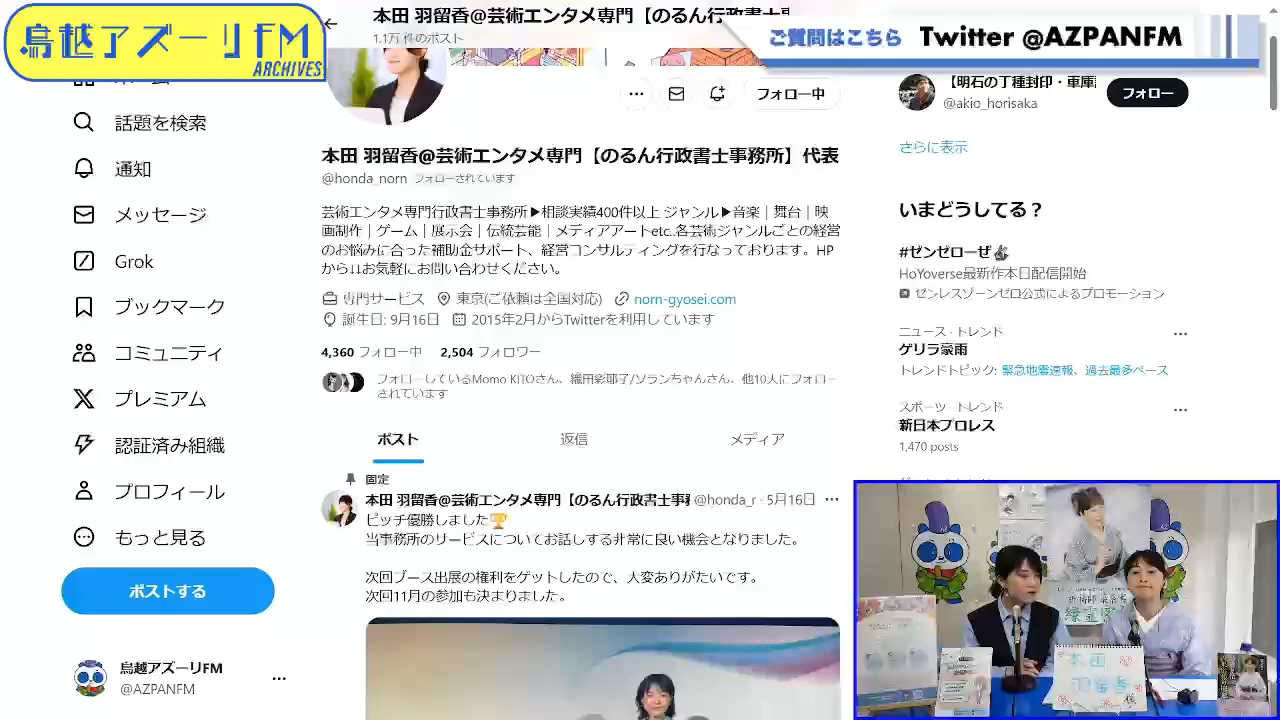 鳥越アズーリFM
ARCHIVES
本田 羽留香@芸術エンタメ専門【のるん行政書士事
1.1万 件のポスト
ご質問はこちら Twitter @AZPANFM
話題を検索
通知
メッセージ
Grok
ブックマーク
コミュニティ
プレミアム
認証済み組織
プロフィール
もっと見る
ポストする
鳥越アズーリFM
@AZPANFM
フォロー中
本田 羽留香@芸術エンタメ専門【のるん行政書士事務所】代表
@honda_norn フォローされています
芸術エンタメ専門行政書士事務所▶相談実績400件以上 ジャンル▶音楽｜舞台｜映
画制作｜ゲーム｜展示会｜伝統芸能｜メディアアートetc..各芸術ジャンルごとの経営
のお悩みに合った補助金サポート、経営コンサルティングを行なっております。HP
から↓↓お気軽にお問い合わせください。
専門サービス 東京(ご依頼は全国対応) norn-gyosei.com
誕生日: 9月16日 2015年2月からTwitterを利用しています
4,360 フォロー中 2,504 フォロワー
フォローしているMomo KITOさん、織田彩耶子/ソランちゃんさん、他10人にフォロー
されています
ポスト 返信 メディア
固定
本田 羽留香@芸術エンタメ専門【のるん行政書士事務 @honda_r · 5月16日
ピッチ優勝しました🏆
当事務所のサービスについてお話しする非常に良い機会となりました。
次回ブース出展の権利をゲットしたので、大変ありがたいです。
次回11月の参加も決まりました。
【明石の丁種封印・車庫
@akio_horisaka
フォロー
さらに表示
いまどうしてる？
#ゼンゼローぜ
HoYoverse最新作本日配信開始
ゼンレスゾーンゼロ公式によるプロモーション
ニュース · トレンド
ゲリラ豪雨
トレンドトピック: 緊急地震速報、過去最多ペース
スポーツ · トレンド
新日本プロレス
1,470 posts
本田
羽留香